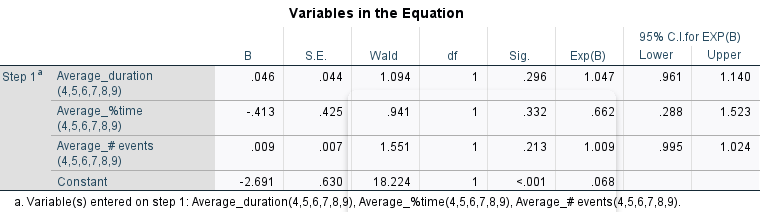 Variables in the Equation
95% C.I.for EXP(B)
B S.E. Wald df Sig. Exp(B) Lower Upper
Step 1a Average_duration .046 .044 1.094 1 .296 1.047 .961 1.140
(4,5,6,7,8,9)
Average_%time -.413 .425 .941 1 .332 .662 .288 1.523
(4,5,6,7,8,9)
Average_# events .009 .007 1.551 1 .213 1.009 .995 1.024
(4,5,6,7,8,9)
Constant -2.691 .630 18.224 1 <.001 .068
a. Variable(s) entered on step 1: Average_duration(4,5,6,7,8,9), Average_%time(4,5,6,7,8,9), Average_# events(4,5,6,7,8,9).